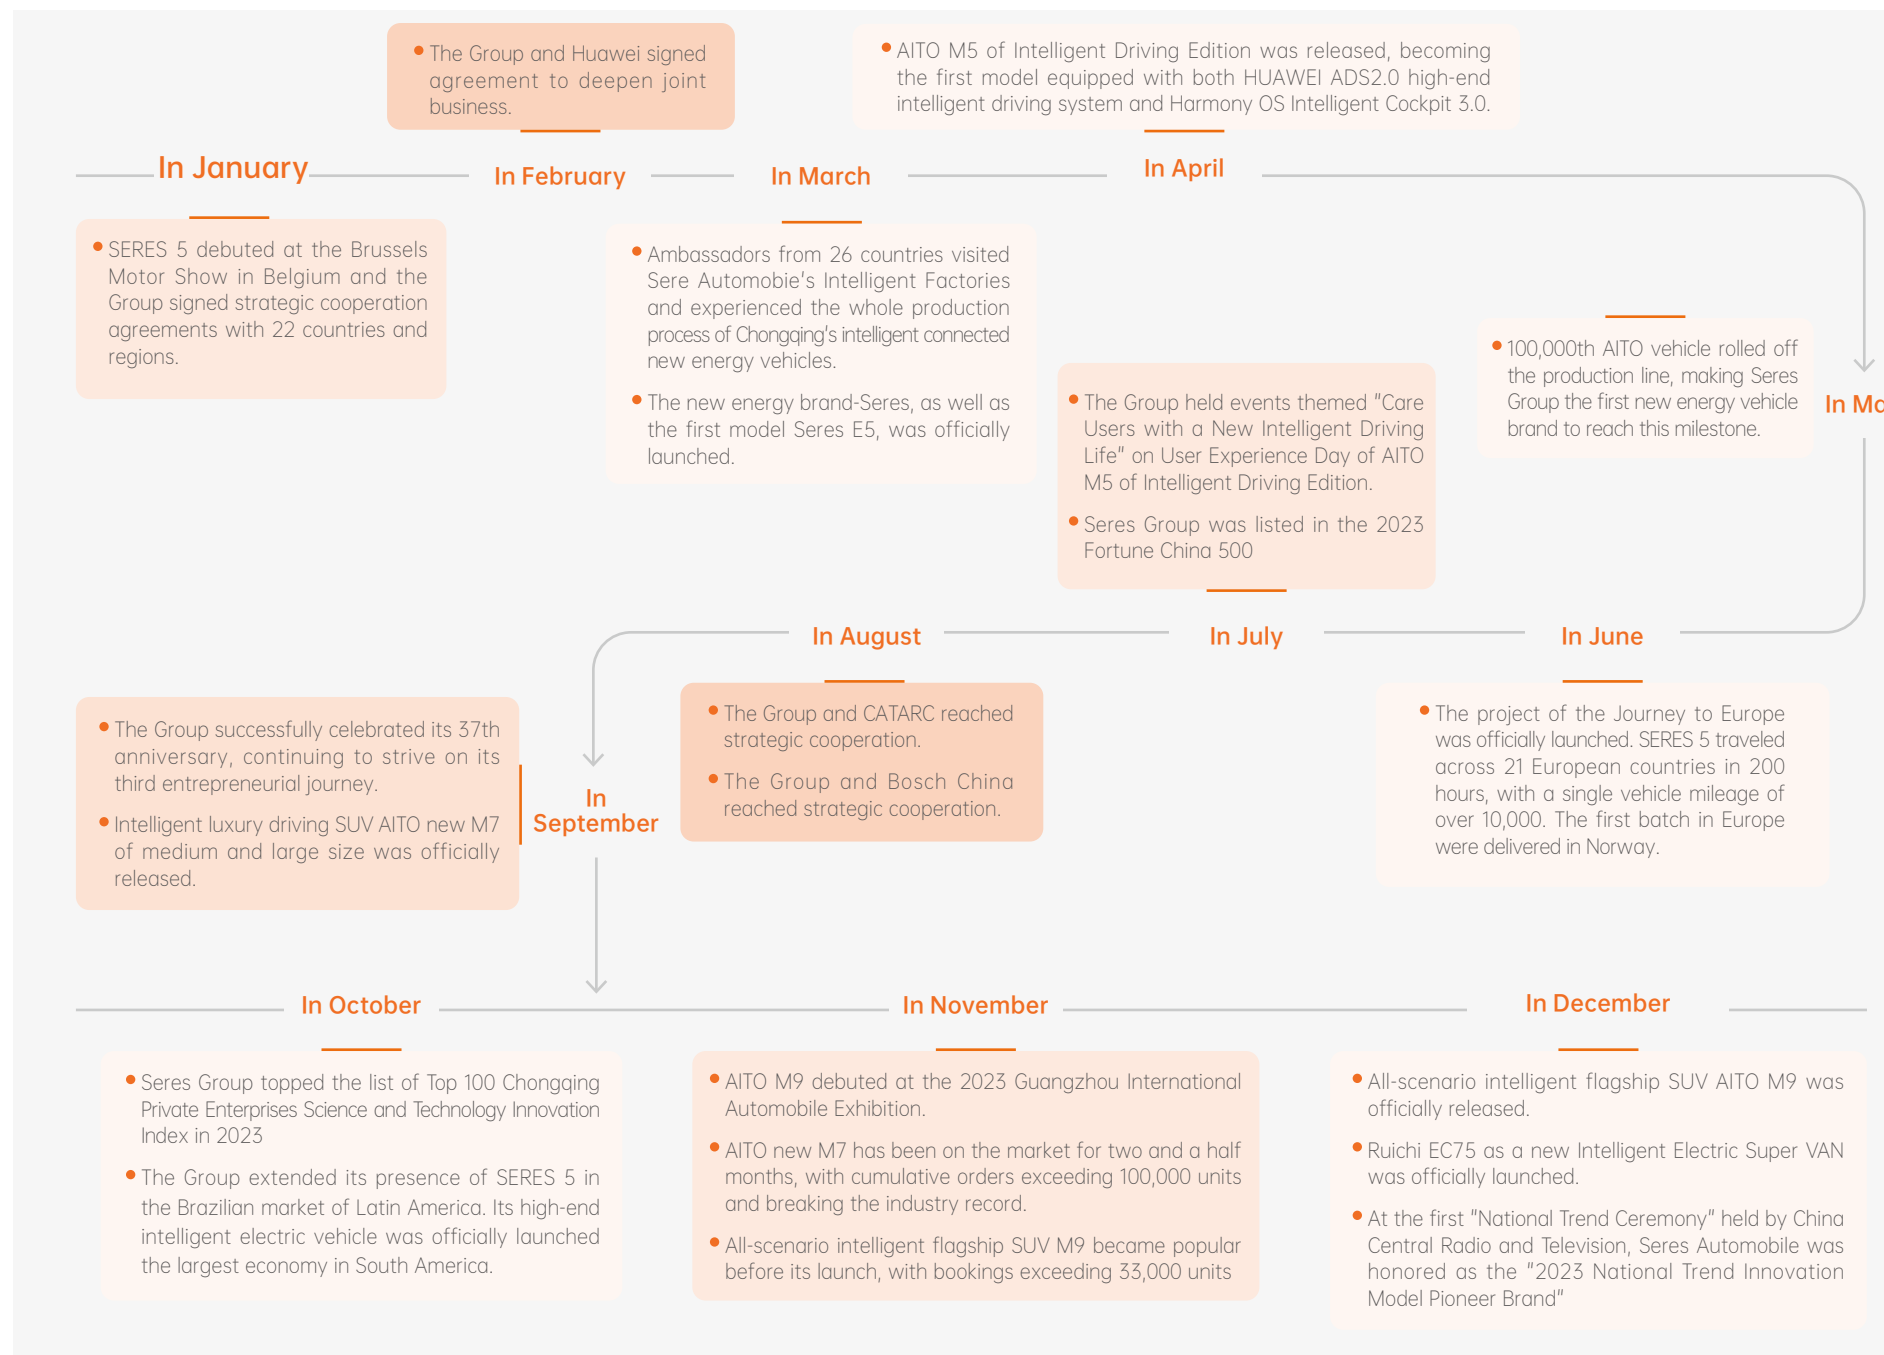 In January
SERES 5 debuted at the Brussels
Motor Show in Belgium and the
Group signed strategic cooperation
agreements with 22 countries and
regions.
The Group and Huawei signed
agreement to deepen joint
business.
In February
In March
Ambassadors from 26 countries visited
Sere Automobie's Intelligent Factories
and experienced the whole production
process of Chongqing's intelligent connected
new energy vehicles.
The new energy brand-Seres, as well as
the first model Seres E5, was officially
launched.
AITO M5 of Intelligent Driving Edition was released, becoming
the first model equipped with both HUAWEI ADS2.0 high-end
intelligent driving system and Harmony OS Intelligent Cockpit 3.0.
In April
100,000th AITO vehicle rolled off
the production line, making Seres
Group the first new energy vehicle
brand to reach this milestone.
In Ma
In June
The project of the Journey to Europe
was officially launched. SERES 5 traveled
across 21 European countries in 200
hours, with a single vehicle mileage of
over 10,000. The first batch in Europe
were delivered in Norway.
The Group held events themed "Care
Users with a New Intelligent Driving
Life" on User Experience Day of AITO
M5 of Intelligent Driving Edition.
Seres Group was listed in the 2023
Fortune China 500
In July
In August
The Group and CATARC reached
strategic cooperation.
The Group and Bosch China
reached strategic cooperation.
The Group successfully celebrated its 37th
anniversary, continuing to strive on its
third entrepreneurial journey.
Intelligent luxury driving SUV AITO new M7
of medium and large size was officially
released.
In
September
In October
Seres Group topped the list of Top 100 Chongqing
Private Enterprises Science and Technology Innovation
Index in 2023
The Group extended its presence of SERES 5 in
the Brazilian market of Latin America. Its high-end
intelligent electric vehicle was officially launched
the largest economy in South America.
In November
AITO M9 debuted at the 2023 Guangzhou International
Automobile Exhibition.
AITO new M7 has been on the market for two and a half
months, with cumulative orders exceeding 100,000 units
and breaking the industry record.
All-scenario intelligent flagship SUV M9 became popular
before its launch, with bookings exceeding 33,000 units
In December
All-scenario intelligent flagship SUV AITO M9 was
officially released.
Ruichi EC75 as a new Intelligent Electric Super VAN
was officially launched.
At the first "National Trend Ceremony" held by China
Central Radio and Television, Seres Automobile was
honored as the "2023 National Trend Innovation
Model Pioneer Brand"